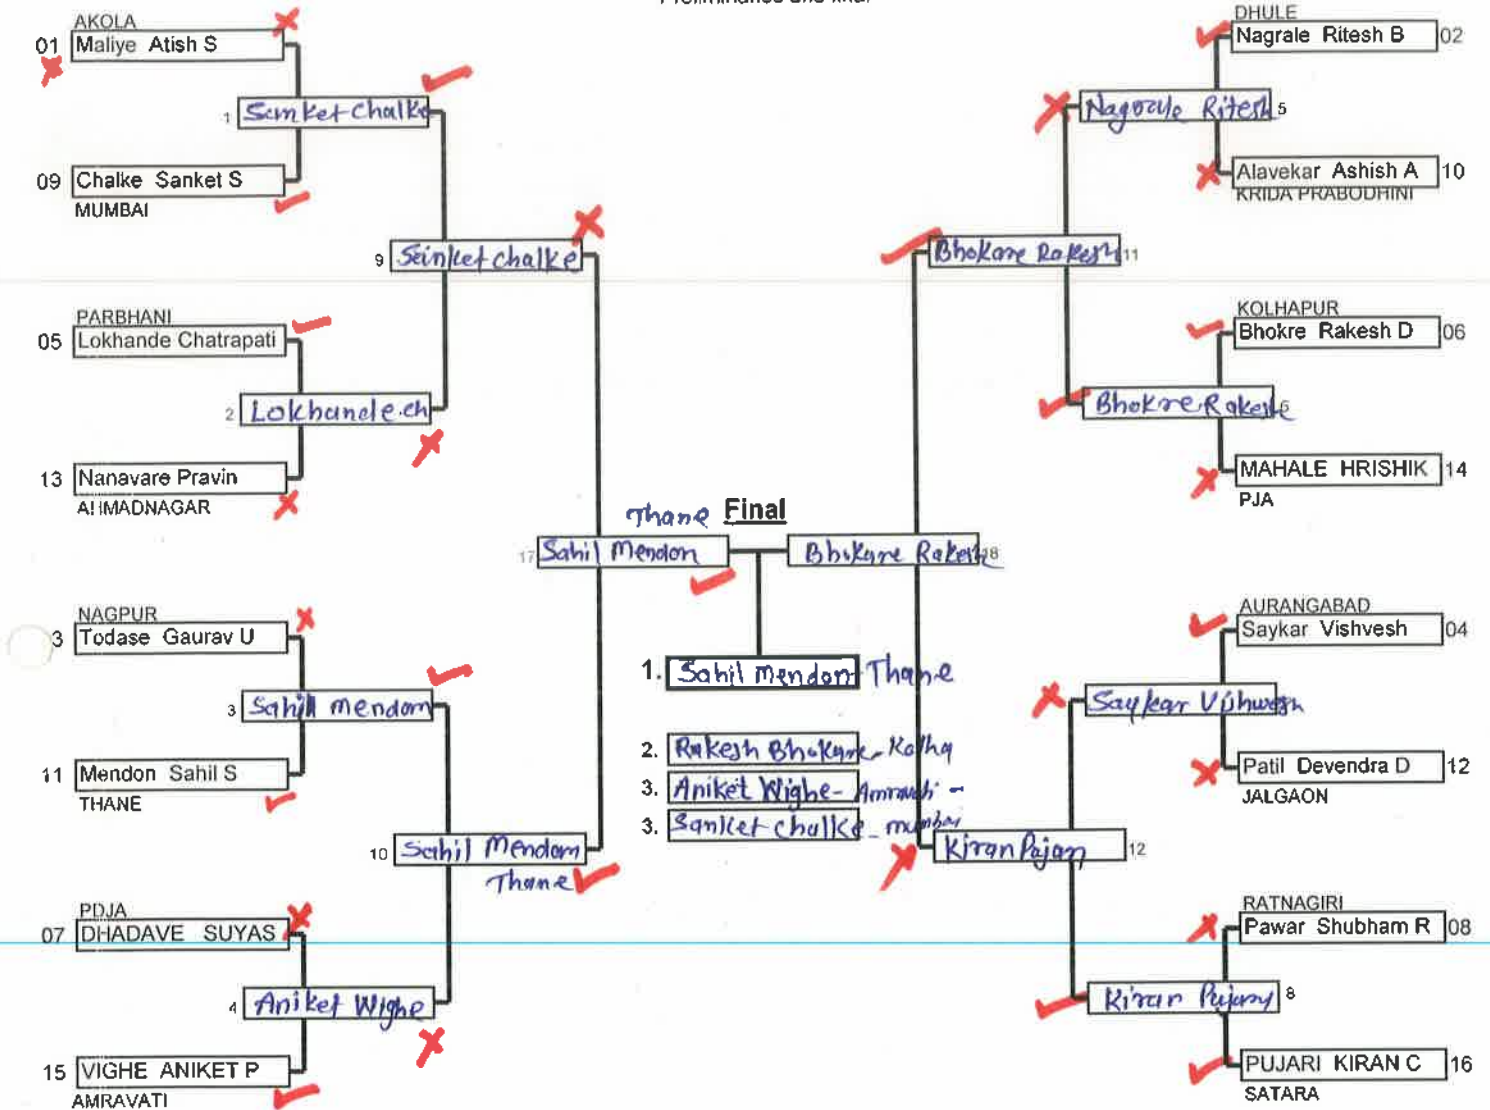 AKOLA
01 Maliye Atish S
1 Sanket Chalke
09 Chalke Sanket S
MUMBAI
9 Sanket chalke
PARBHANI
05 Lokhande Chatrapati
2 Lokhande.ch
13 Nanavare Pravin
AHMADNAGAR
17 Sahil Mendon
Thane
NAGPUR
3 Todase Gaurav U
3 Sahil mendon
11 Mendon Sahil S
THANE
10 Sahil Mendon
Thane
PDJA
07 DHADAVE SUYAS
4 Aniket Wighe
15 VIGHE ANIKET P
AMRAVATI
Final
1. Sahil mendon Thane
2. Rakesh Bhokare - Kolha
3. Aniket Wighe - Amravati -
3. Sanket chalke - mumbai
DHULE
Nagrale Ritesh B 02
Nagrale Ritesh 5
Alavekar Ashish A 10
KRIDA PRABODHINI
Bhokare Rakesh 11
KOLHAPUR
Bhokre Rakesh D 06
Bhokre Rakesh 6
MAHALE HRISHIK 14
PJA
Bhokare Rakesh 18
AURANGABAD
Saykar Vishvesh 04
Saykar Vishwesh
Patil Devendra D 12
JALGAON
Kiran Pajari 12
RATNAGIRI
Pawar Shubham R 08
Kiran Pujari 8
PUJARI KIRAN C 16
SATARA